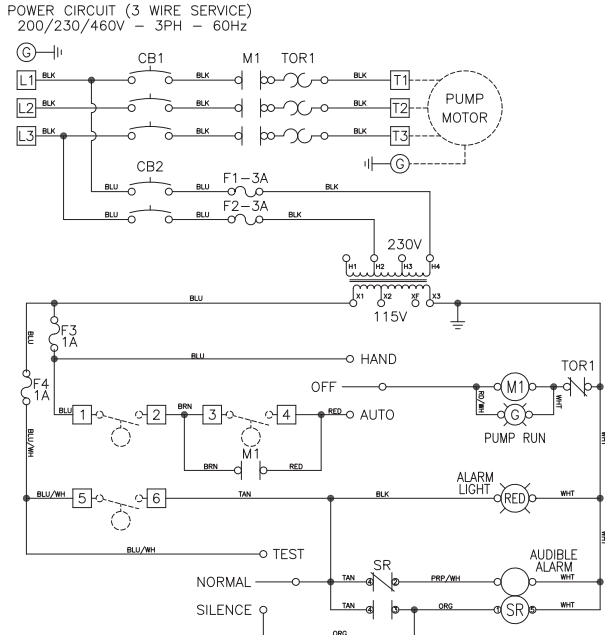 POWER CIRCUIT (3 WIRE SERVICE)
200/230/460V - 3PH - 60Hz
G
CB1 M1 TOR1
L1 BLK BLK BLK T1
L2 BLK BLK BLK T2
L3 BLK BLK BLK T3
PUMP
MOTOR
G
CB2
F1-3A
BLU BLU BLK
F2-3A
BLU BLU BLK
230V
H1 H2 H3 H4
X1 X2 XF X3
BLU
115V
BLU
F3
1A
BLU
HAND
TOR1
F4
1A
OFF
M1
RD/WH
WHT
G
PUMP RUN
BLU 1 2 BRN 3 4 RED AUTO
M1
BRN RED
BLU/WH
WHT
ALARM
LIGHT
BLU/WH 5 6 TAN BLK RED WHT
WHT
BLU/WH TEST
AUDIBLE
ALARM
SR
NORMAL TAN 4 2 PRP/WH WHT
SILENCE TAN 4 3 ORG 1 SR 5 WHT
ORG